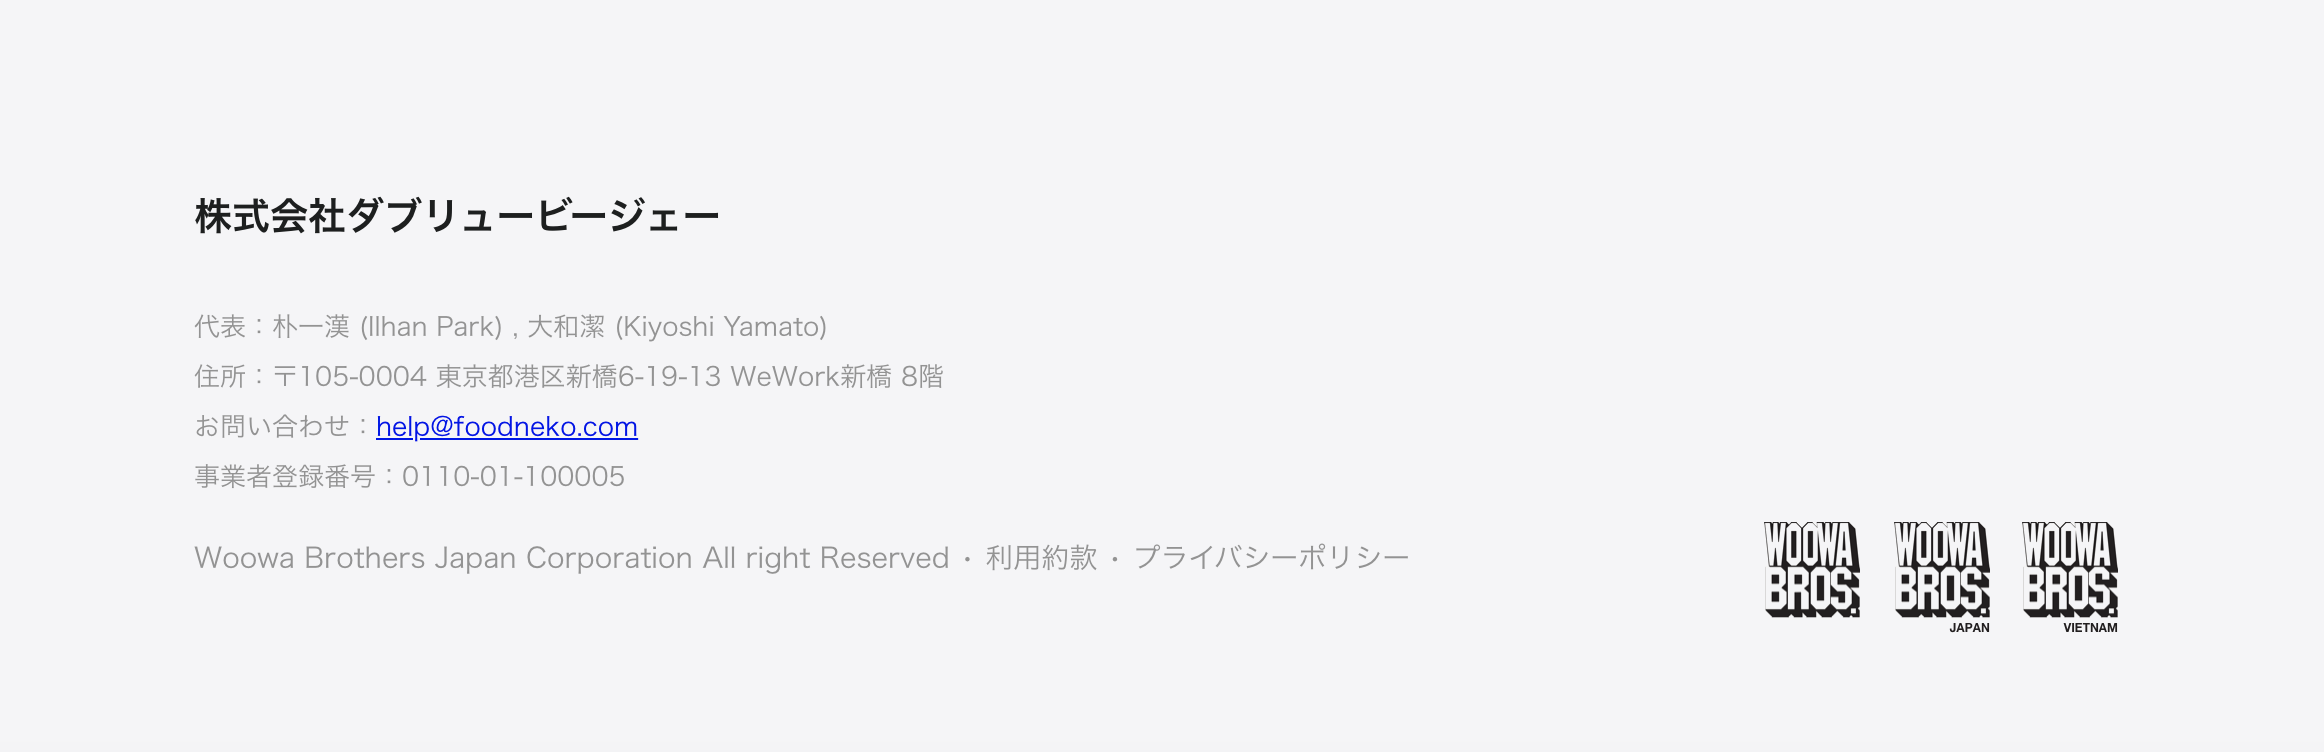 株式会社ダブリュービージェー
代表：朴一漢 (Ilhan Park) , 大和潔 (Kiyoshi Yamato)
住所：〒105-0004 東京都港区新橋6-19-13 WeWork新橋 8階
お問い合わせ：help@foodneko.com
事業者登録番号：0110-01-100005
Woowa Brothers Japan Corporation All right Reserved ・ 利用約款 ・ プライバシーポリシー
WOOWA BROS.
WOOWA BROS. JAPAN
WOOWA BROS. VIETNAM